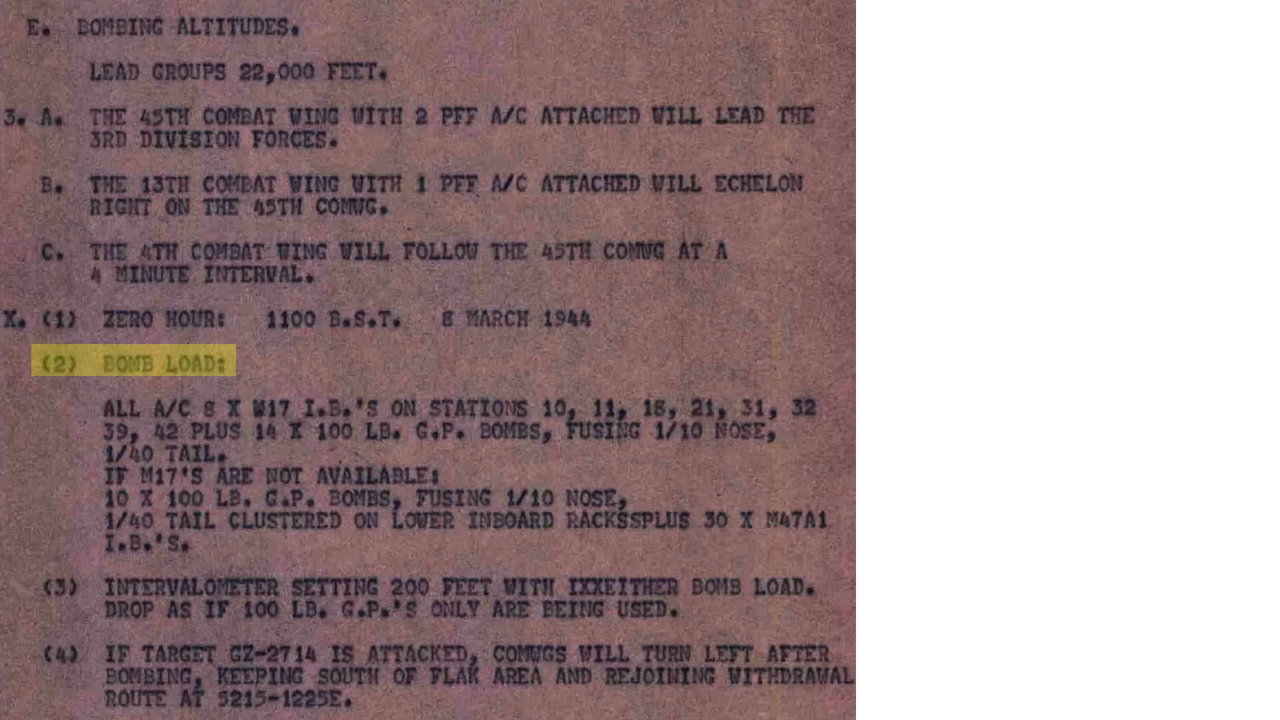 E. BOMBING ALTITUDES.
LEAD GROUPS 22,000 FEET.
3. A. THE 45TH COMBAT WING WITH 2 PFF A/C ATTACHED WILL LEAD THE
3RD DIVISION FORCES.
B. THE 13TH COMBAT WING WITH 1 PFF A/C ATTACHED WILL ECHELON
RIGHT ON THE 45TH COMWG.
C. THE 4TH COMBAT WING WILL FOLLOW THE 45TH COMWG AT A
4 MINUTE INTERVAL.
X. (1) ZERO HOUR: 1100 B.S.T. 8 MARCH 1944
(2) BOMB LOAD:
ALL A/C 8 X M17 I.B.'S ON STATIONS 10, 11, 18, 21, 31, 32
39, 42 PLUS 14 X 100 LB. G.P. BOMBS, FUSING 1/10 NOSE,
1/40 TAIL.
IF M17'S ARE NOT AVAILABLE:
10 X 100 LB. G.P. BOMBS, FUSING 1/10 NOSE,
1/40 TAIL CLUSTERED ON LOWER INBOARD RACKSSPLUS 30 X M47A1
I.B.'S.
(3) INTERVALOMETER SETTING 200 FEET WITH IXXEITHER BOMB LOAD.
DROP AS IF 100 LB. G.P.'S ONLY ARE BEING USED.
(4) IF TARGET GZ-2714 IS ATTACKED, COMWGS WILL TURN LEFT AFTER
BOMBING, KEEPING SOUTH OF FLAK AREA AND REJOINING WITHDRAWAL
ROUTE AT 5215-1225E.